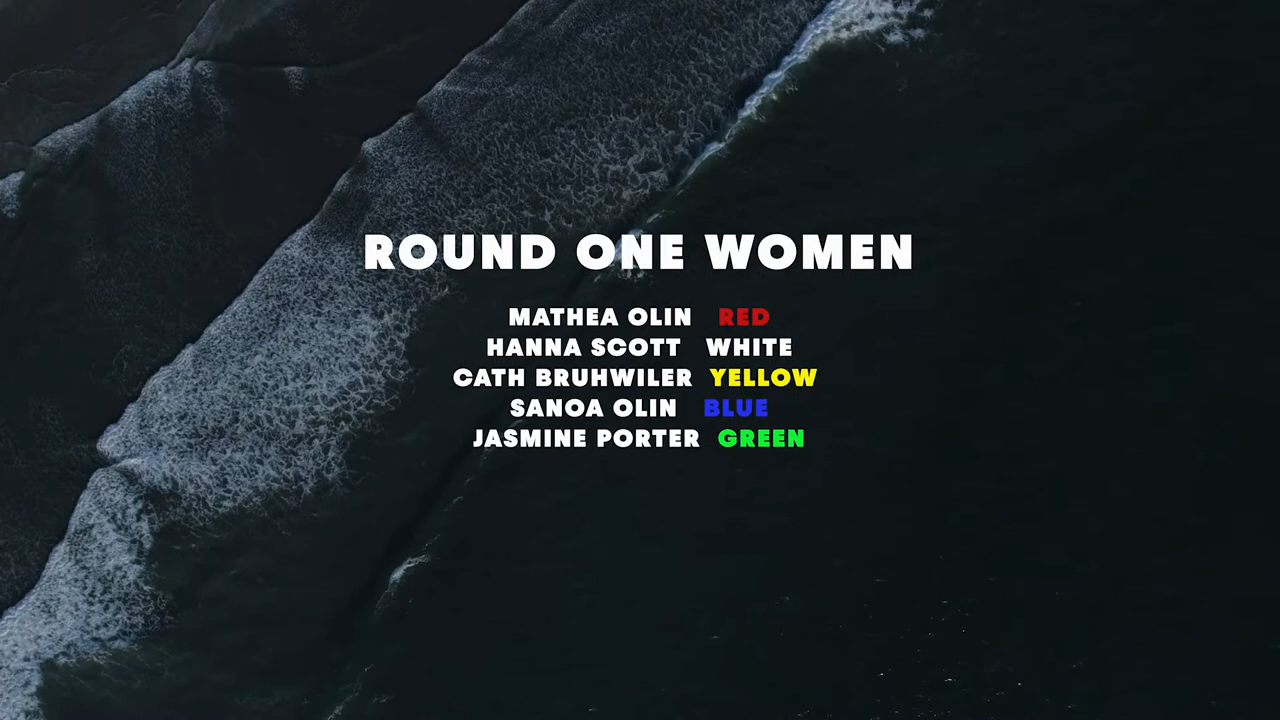 ROUND ONE WOMEN
MATHEA OLIN RED
HANNA SCOTT WHITE
CATH BRUHWILER YELLOW
SANOA OLIN BLUE
JASMINE PORTER GREEN